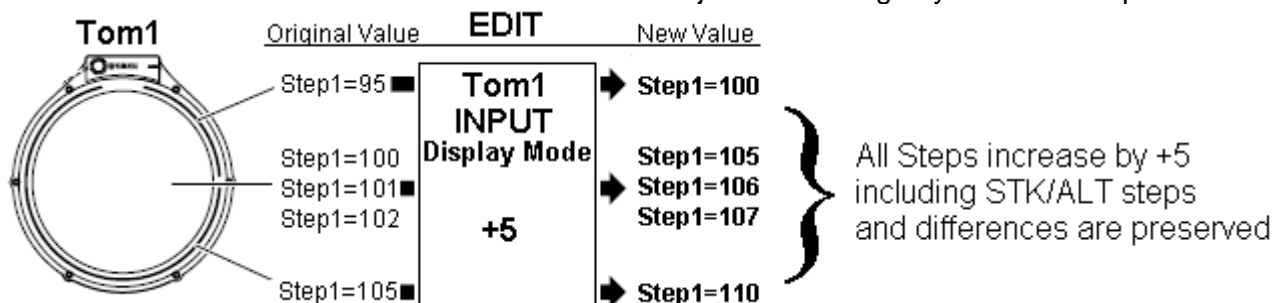 Tom1
Original Value EDIT New Value
Step1=95 Tom1 Step1=100
INPUT
Display Mode
Step1=100 Step1=105
Step1=101 Step1=106
Step1=102 Step1=107
+5
Step1=105 Step1=110
All Steps increase by +5
including STK/ALT steps
and differences are preserved